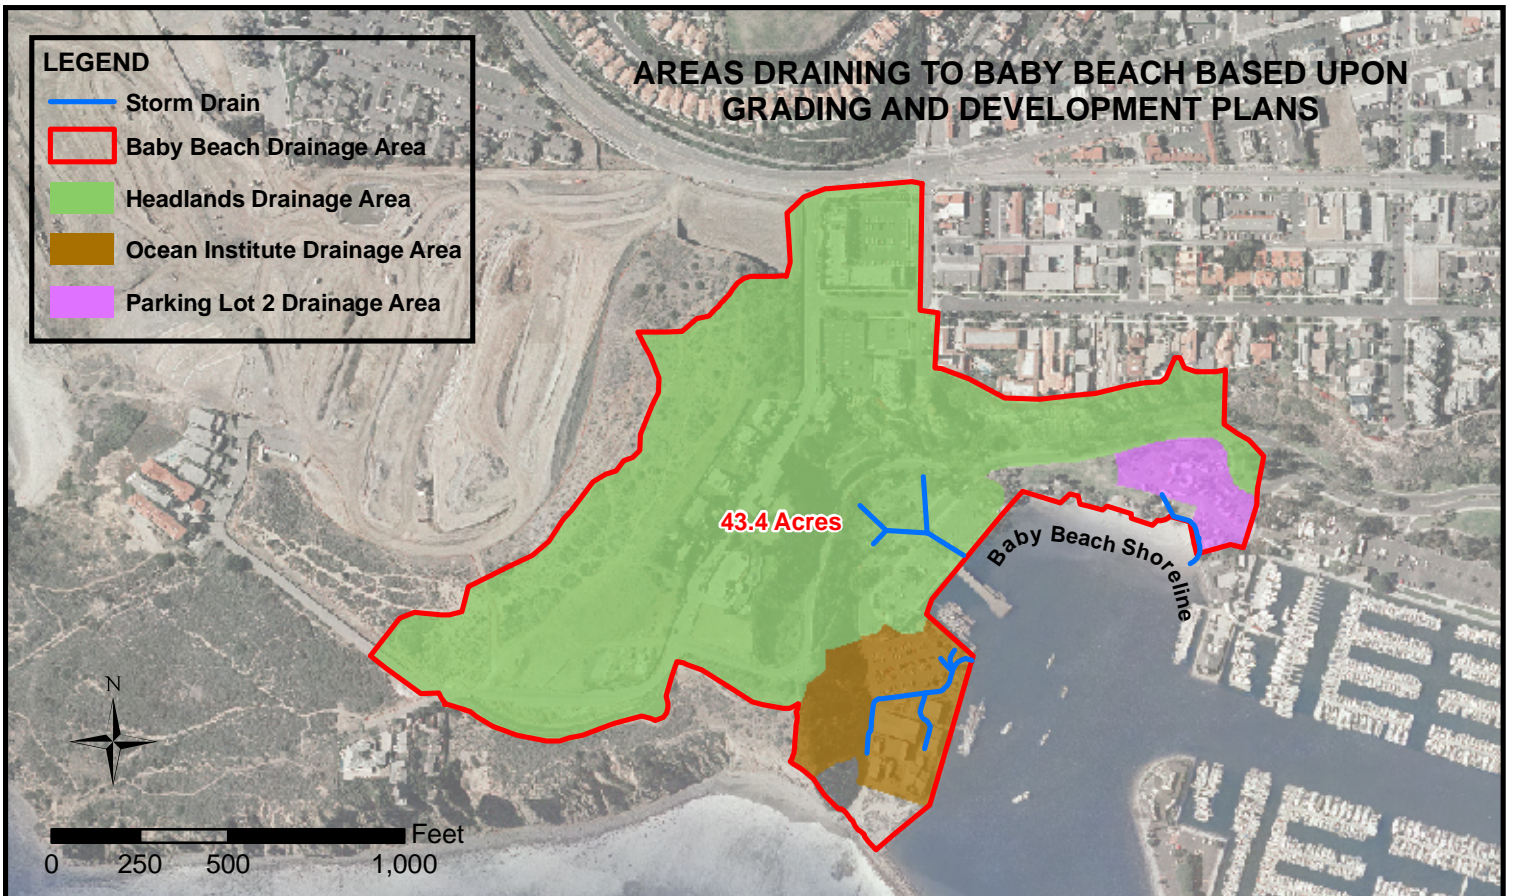 AREAS DRAINING TO BABY BEACH BASED UPON
GRADING AND DEVELOPMENT PLANS
LEGEND
Storm Drain
Baby Beach Drainage Area
Headlands Drainage Area
Ocean Institute Drainage Area
Parking Lot 2 Drainage Area
43.4 Acres
Baby Beach Shoreline
N
Feet
0 250 500 1,000